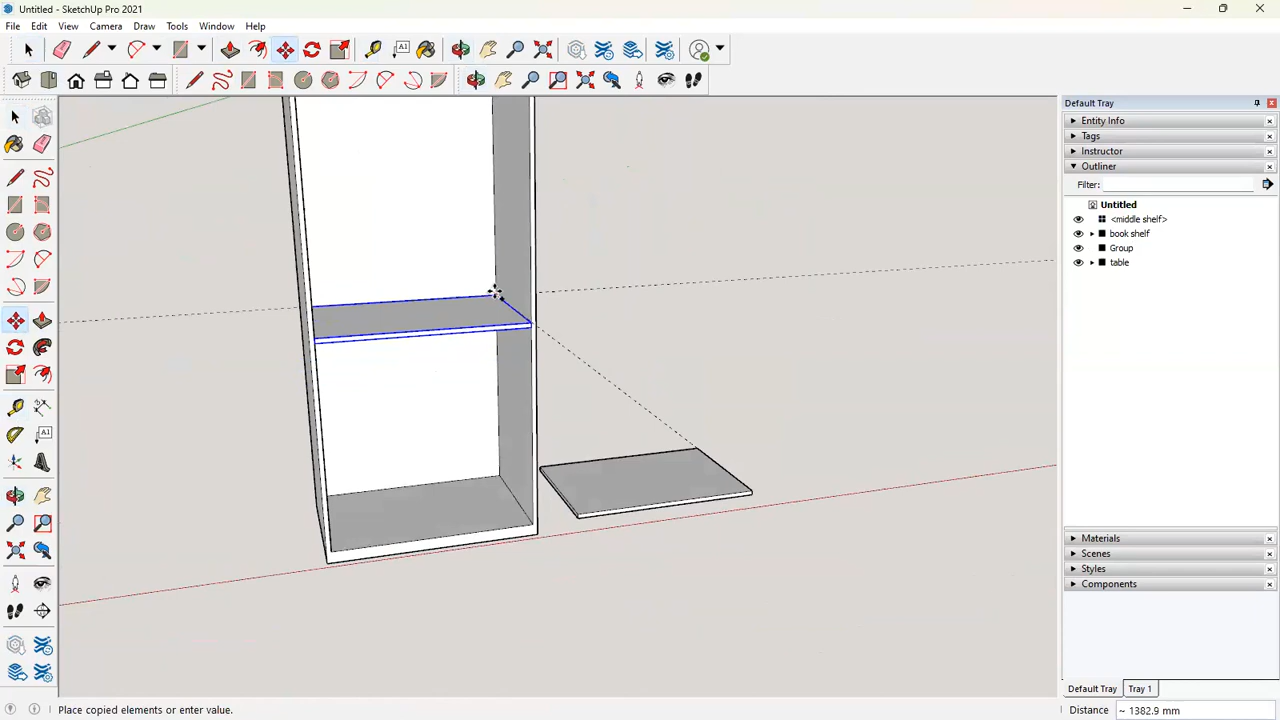 Untitled - SketchUp Pro 2021
File Edit View Camera Draw Tools Window Help
A1
Default Tray
Entity Info
Tags
Instructor
Outliner
Filter:
Untitled
<middle shelf>
book shelf
Group
table
A1
Materials
Scenes
Styles
Components
Default Tray Tray 1
Place copied elements or enter value.
Distance ~ 1382.9 mm